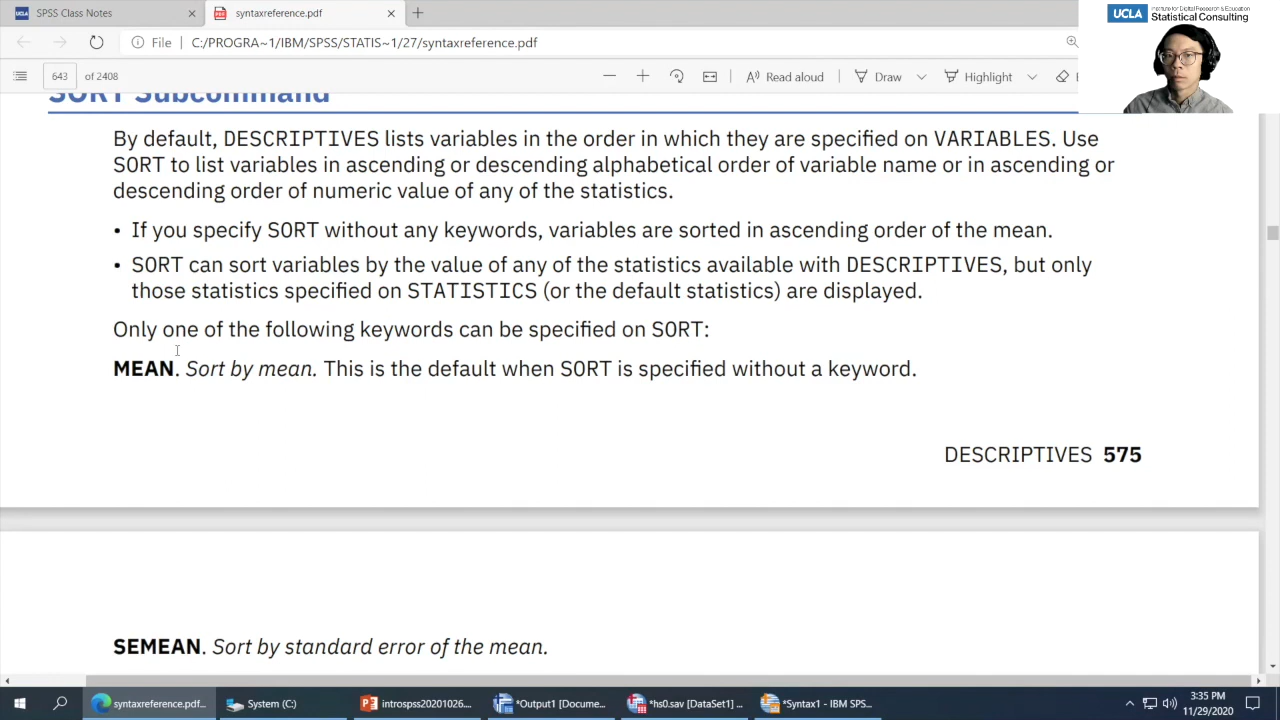 SPSS Class Notes
syntaxreference.pdf
UCLA Institute for Digital Research & Education
Statistical Consulting
File C:/PROGRA~1/IBM/SPSS/STATIS~1/27/syntaxreference.pdf
643 of 2408
Read aloud Draw Highlight
SORT Subcommand
By default, DESCRIPTIVES lists variables in the order in which they are specified on VARIABLES. Use
SORT to list variables in ascending or descending alphabetical order of variable name or in ascending or
descending order of numeric value of any of the statistics.
• If you specify SORT without any keywords, variables are sorted in ascending order of the mean.
• SORT can sort variables by the value of any of the statistics available with DESCRIPTIVES, but only
those statistics specified on STATISTICS (or the default statistics) are displayed.
Only one of the following keywords can be specified on SORT:
MEAN. Sort by mean. This is the default when SORT is specified without a keyword.
DESCRIPTIVES 575
SEMEAN. Sort by standard error of the mean.
syntaxreference.pdf... System (C:) introspss20201026... *Output1 [Docume... *hs0.sav [DataSet1] ... *Syntax1 - IBM SPS...
3:35 PM
11/29/2020